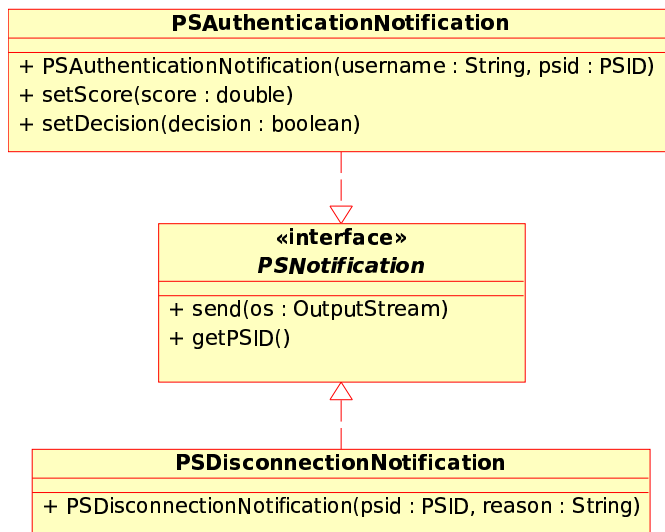 PSAuthenticationNotification
+ PSAuthenticationNotification(username : String, psid : PSID)
+ setScore(score : double)
+ setDecision(decision : boolean)
«interface»
PSNotification
+ send(os : OutputStream)
+ getPSID()
PSDisconnectionNotification
+ PSDisconnectionNotification(psid : PSID, reason : String)